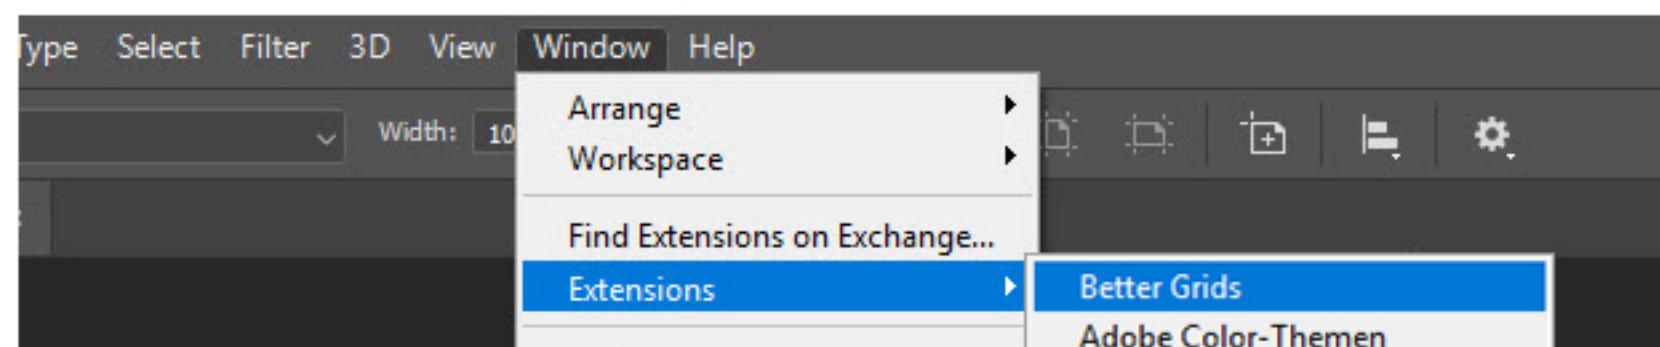 Type Select Filter 3D View Window Help
Width: 10
Arrange
Workspace
Find Extensions on Exchange...
Extensions
Better Grids
Adobe Color-Themen